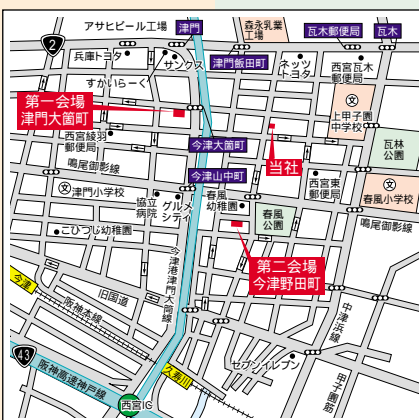 アサヒビール工場
津門
森永乳業
工場
瓦木郵便局
瓦木
2
兵庫トヨタ
サンクス
津門飯田町
ネッツ
トヨタ
西宮瓦木
郵便局
すかいらーく
第一会場
津門大箇町
文
上甲子園
中学校
西宮綾羽
郵便局
今津大箇町
当社
瓦林
公園
鳴尾御影線
今津山中町
西宮東
郵便局
文
津門小学校
協立
病院
グルメ
シティ
春風
幼稚園
春風
公園
文
春風小学校
鳴尾御影線
こひつじ幼稚園
今津港津門大箇線
第二会場
今津野田町
今津
旧国道
阪神本線
中津浜線
43
阪神高速神戸線
久寿川
セブンイレブン
甲子園筋
西宮IC